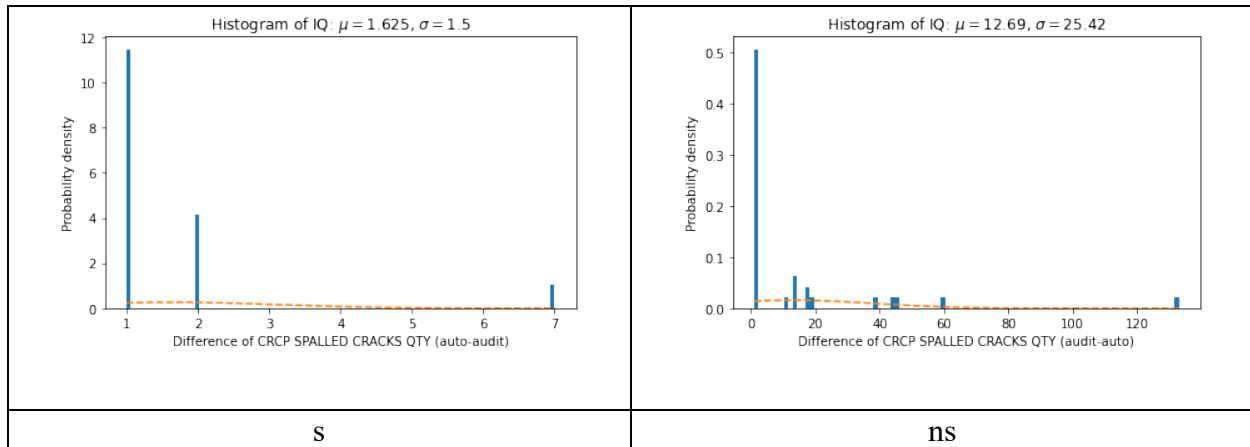 Histogram of IQ: μ = 1.625, σ = 1.5
12
10
8
6
4
2
0
Probability density
1 2 3 4 5 6 7
Difference of CRCP SPALLED CRACKS QTY (auto-audit)
Histogram of IQ: μ = 12.69, σ = 25.42
0.5
0.4
0.3
0.2
0.1
0.0
Probability density
0 20 40 60 80 100 120
Difference of CRCP SPALLED CRACKS QTY (audit-auto)
s
ns